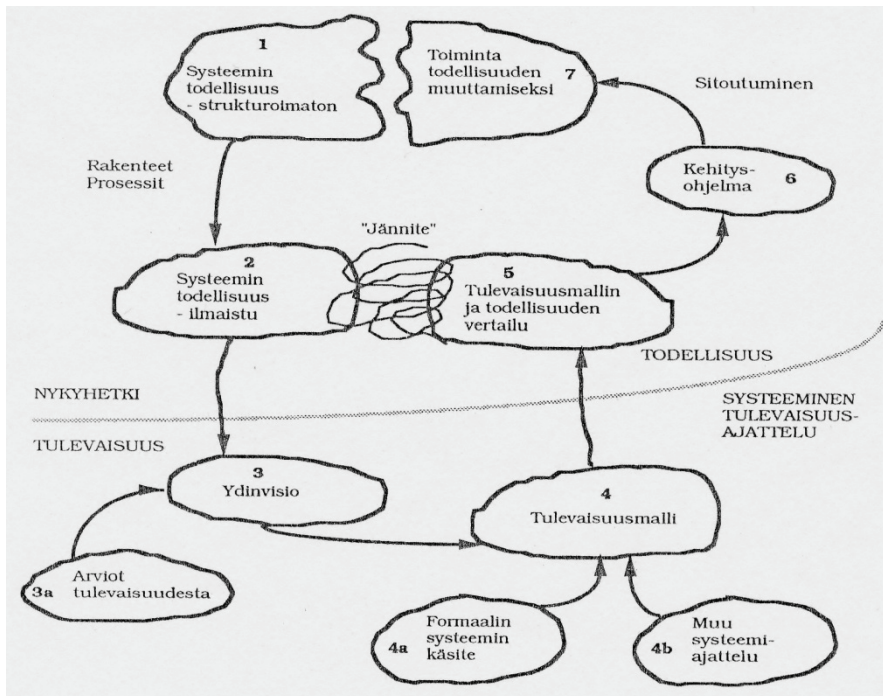 1
Systeemin
todellisuus
- strukturoimaton
Toiminta
todellisuuden 7
muuttamiseksi
Sitoutuminen
Rakenteet
Prosessit
Kehitys-
ohjelma 6
"Jännite"
2
Systeemin
todellisuus
- ilmaistu
5
Tulevaisuusmallin
ja todellisuuden
vertailu
TODELLISUUS
NYKYHETKI
SYSTEEMINEN
TULEVAISUUS-
AJATTELU
TULEVAISUUS
3
Ydinvisio
4
Tulevaisuusmalli
Arviot
3a tulevaisuudesta
Formaalin
4a systeemin
käsite
Muu
4b systeemi-
ajattelu